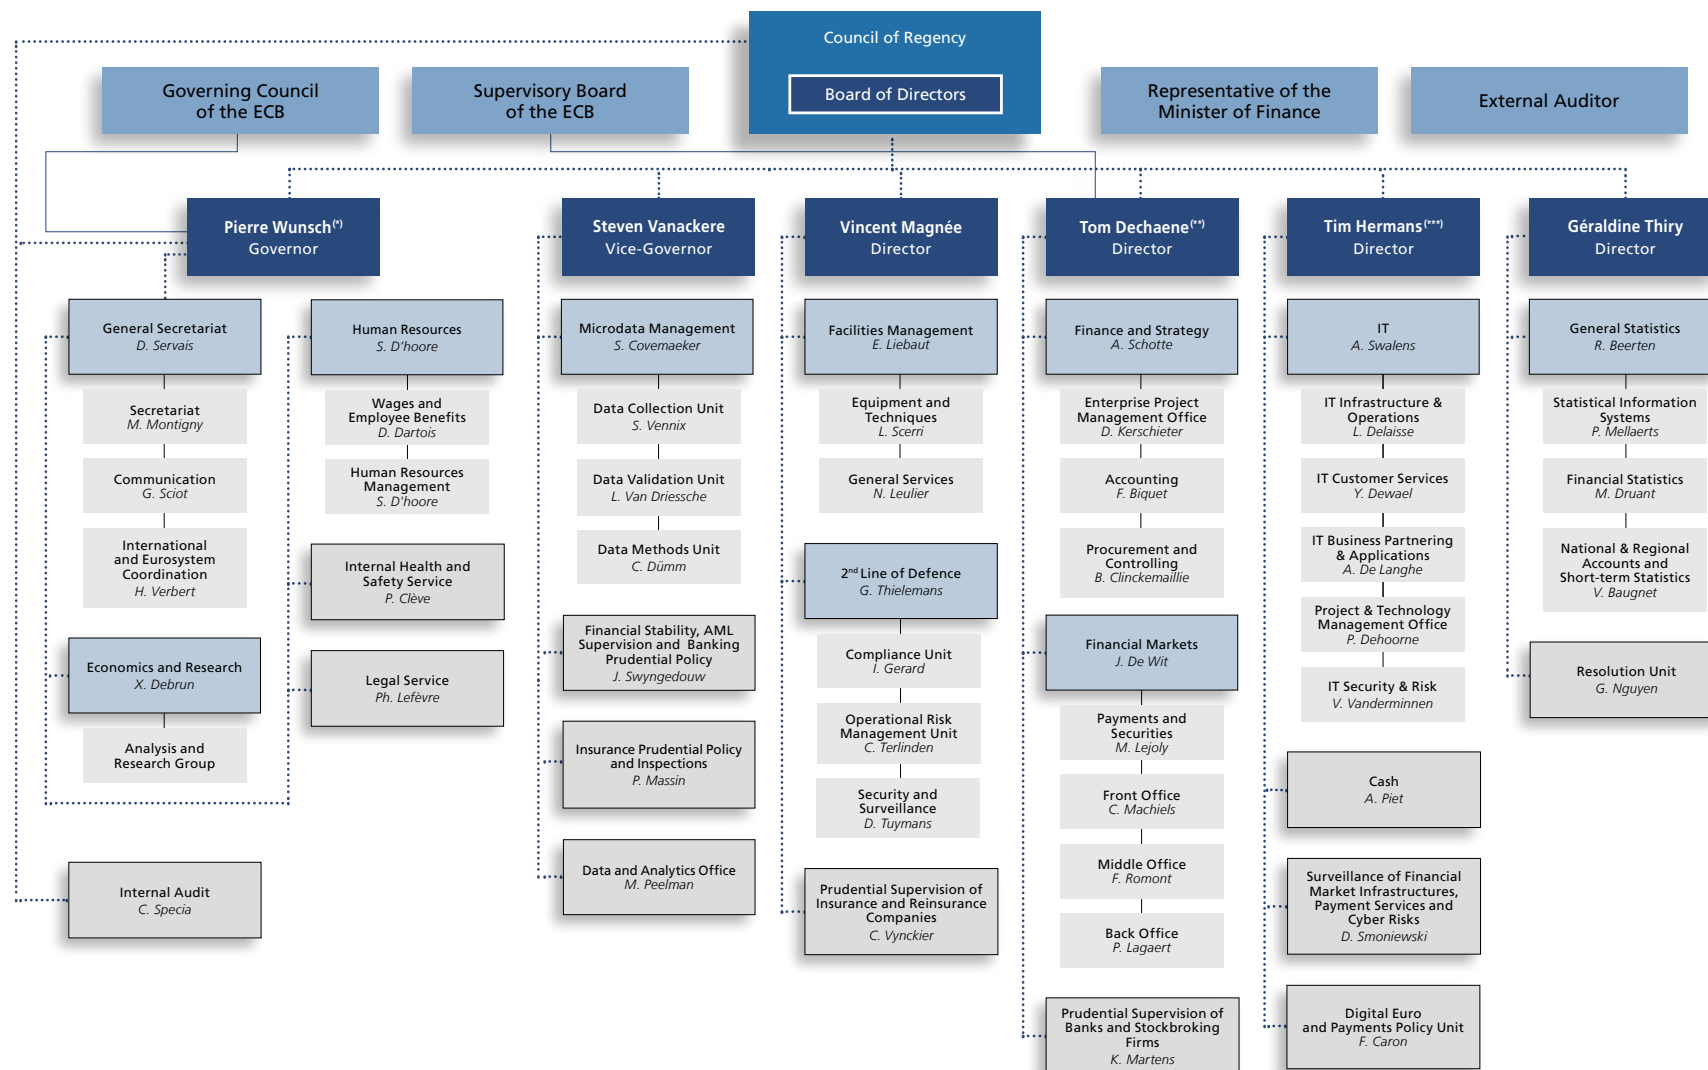 Council of Regency
Board of Directors
Governing Council
of the ECB
Supervisory Board
of the ECB
Representative of the
Minister of Finance
External Auditor
Pierre Wunsch(*)
Governor
Steven Vanackere
Vice-Governor
Vincent Magnée
Director
Tom Dechaene(**)
Director
Tim Hermans(***)
Director
Géraldine Thiry
Director
General Secretariat
D. Servais
Secretariat
M. Montigny
Communication
G. Sciot
International
and Eurosystem
Coordination
H. Verbert
Economics and Research
X. Debrun
Analysis and
Research Group
Internal Audit
C. Specia
Human Resources
S. D'hoore
Wages and
Employee Benefits
D. Dartois
Human Resources
Management
S. D'hoore
Internal Health and
Safety Service
P. Clève
Legal Service
Ph. Lefèvre
Microdata Management
S. Covemaeker
Data Collection Unit
S. Vennix
Data Validation Unit
L. Van Driessche
Data Methods Unit
C. Dümm
Financial Stability, AML
Supervision and Banking
Prudential Policy
J. Swyngedouw
Insurance Prudential Policy
and Inspections
P. Massin
Data and Analytics Office
M. Peelman
Facilities Management
E. Liebaut
Equipment and
Techniques
L. Scerri
General Services
N. Leulier
2nd Line of Defence
G. Thielemans
Compliance Unit
I. Gerard
Operational Risk
Management Unit
C. Terlinden
Security and
Surveillance
D. Tuymans
Prudential Supervision of
Insurance and Reinsurance
Companies
C. Vynckier
Finance and Strategy
A. Schotte
Enterprise Project
Management Office
D. Kerschieter
Accounting
F. Biquet
Procurement and
Controlling
B. Clinckemaillie
Financial Markets
J. De Wit
Payments and
Securities
M. Lejoly
Front Office
C. Machiels
Middle Office
F. Romont
Back Office
P. Lagaert
Prudential Supervision of
Banks and Stockbroking
Firms
K. Martens
IT
A. Swalens
IT Infrastructure &
Operations
L. Delaisse
IT Customer Services
Y. Dewael
IT Business Partnering
& Applications
A. De Langhe
Project & Technology
Management Office
P. Dehoorne
IT Security & Risk
V. Vanderminnen
Cash
A. Piet
Surveillance of Financial
Market Infrastructures,
Payment Services and
Cyber Risks
D. Smoniewski
Digital Euro
and Payments Policy Unit
F. Caron
General Statistics
R. Beerten
Statistical Information
Systems
P. Mellaerts
Financial Statistics
M. Druant
National & Regional
Accounts and
Short-term Statistics
V. Baugnet
Resolution Unit
G. Nguyen